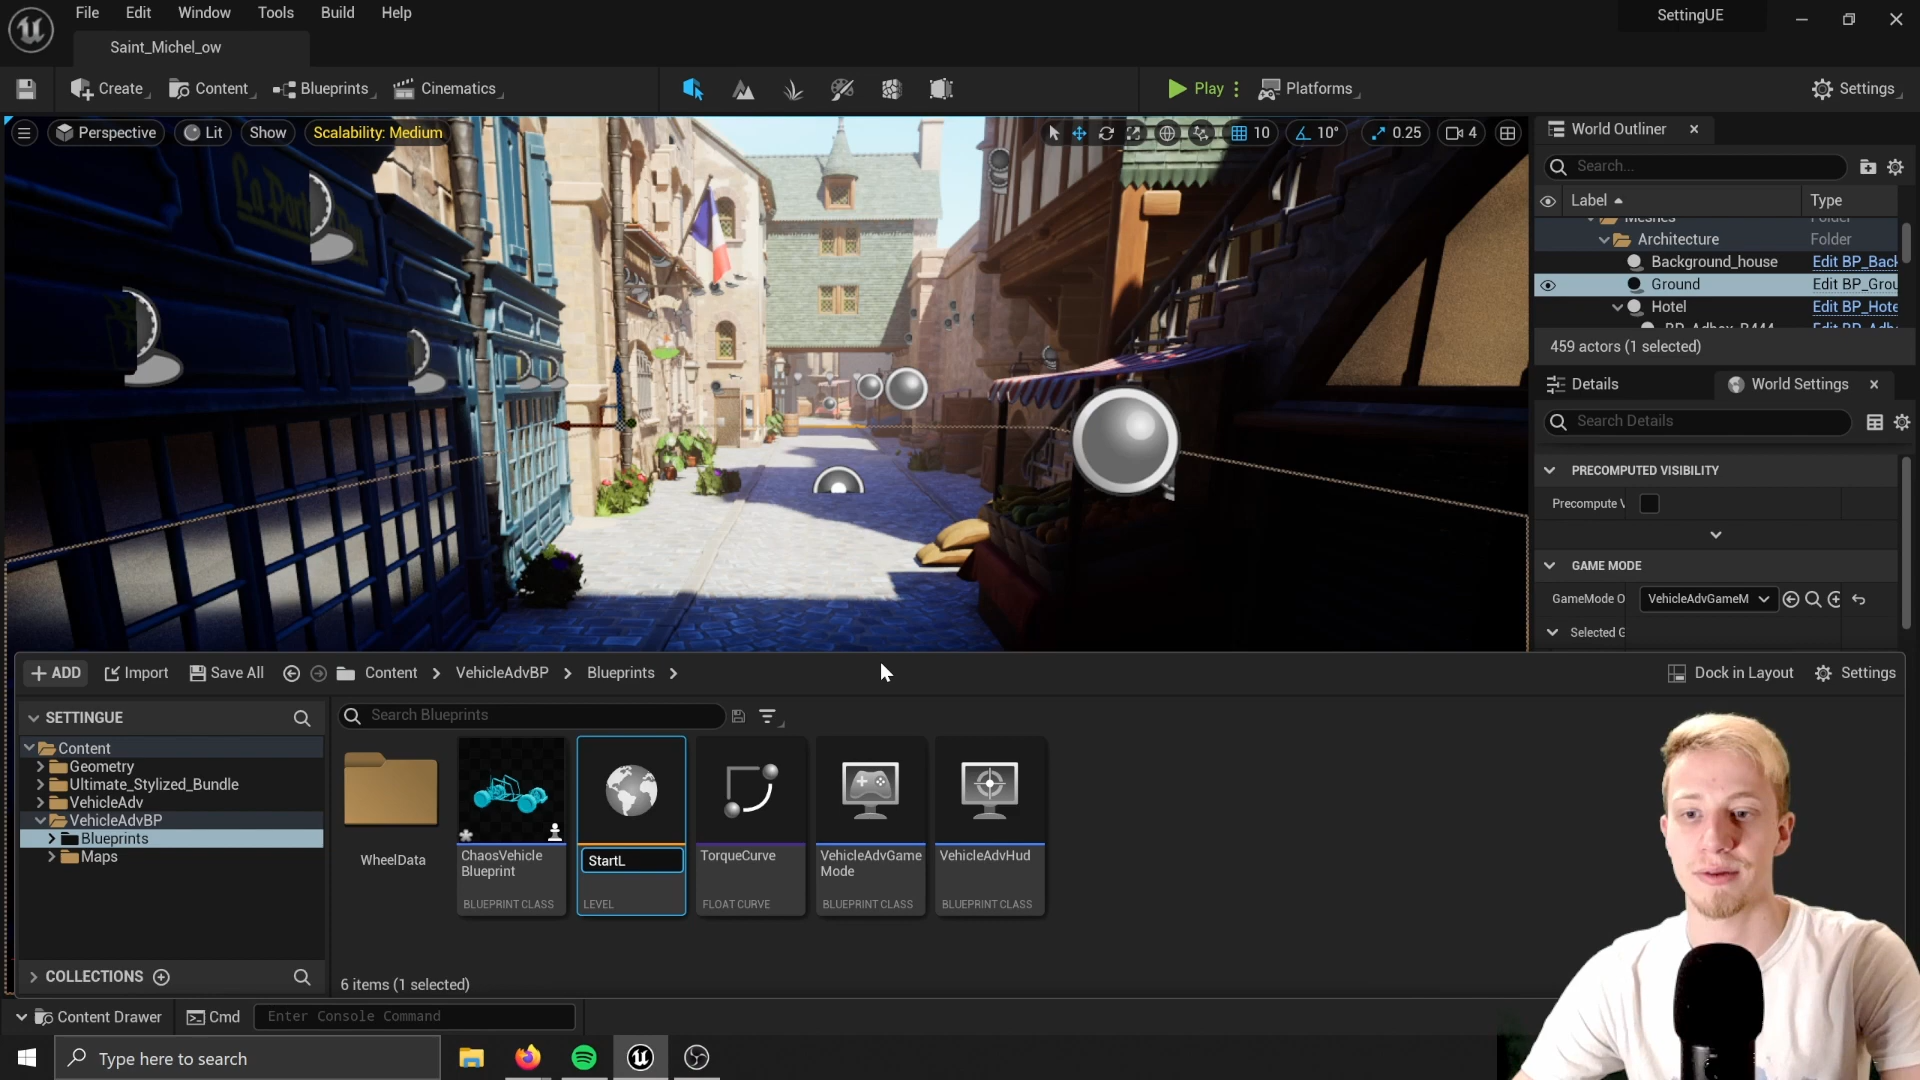 File Edit Window Tools Build Help
SettingUE
Saint_Michel_ow
Create Content Blueprints Cinematics Play Platforms Settings
Perspective Lit Show Scalability: Medium 10 10° 0.25 4
World Outliner
Search...
Label Type
Meshes Folder
Architecture Folder
Background_house Edit BP_Back
Ground Edit BP_Grou
Hotel Edit BP_Hote
459 actors (1 selected)
Details World Settings
Search Details
PRECOMPUTED VISIBILITY
Precompute V
GAME MODE
GameMode O VehicleAdvGameM
Selected G
ADD Import Save All Content VehicleAdvBP Blueprints Dock in Layout Settings
SETTINGUE
Search Blueprints
Content
Geometry
Ultimate_Stylized_Bundle
VehicleAdv
VehicleAdvBP
Blueprints
Maps
COLLECTIONS
WheelData
ChaosVehicle
Blueprint
BLUEPRINT CLASS
StartL
LEVEL
TorqueCurve
FLOAT CURVE
VehicleAdvGame
Mode
BLUEPRINT CLASS
VehicleAdvHud
BLUEPRINT CLASS
6 items (1 selected)
Content Drawer Cmd Enter Console Command
Type here to search